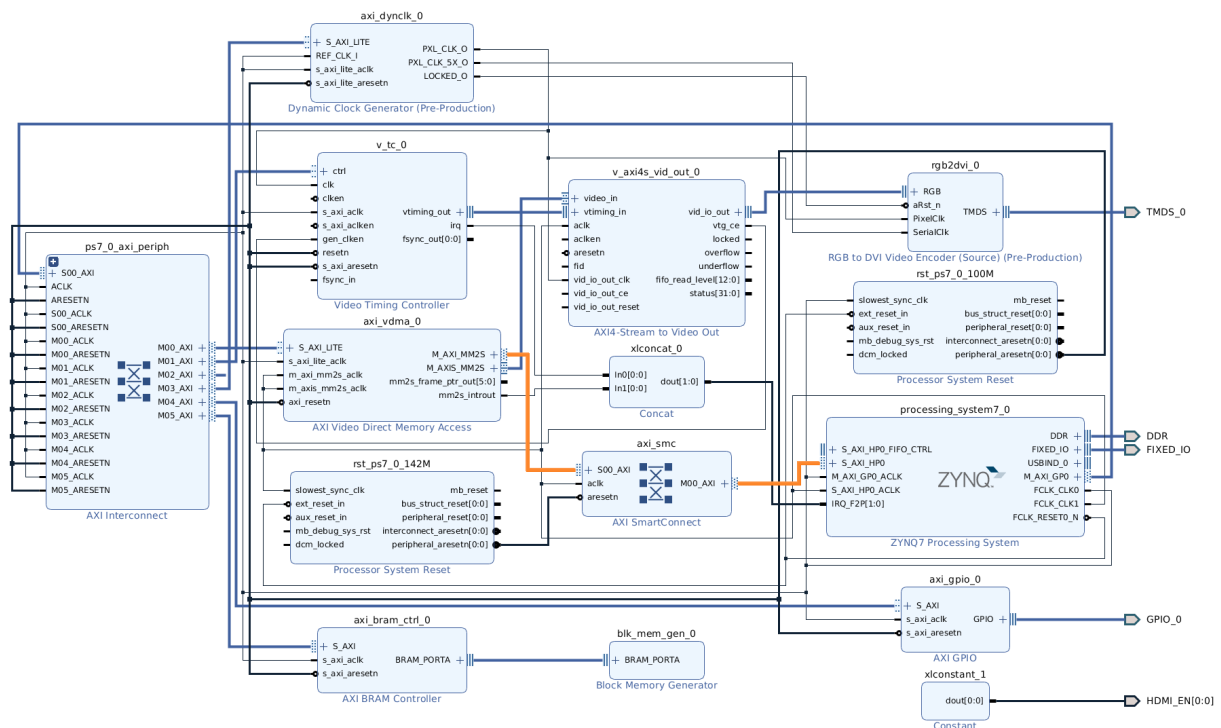 axi_dynclk_0
S_AXI_LITE
REF_CLK_I
s_axi_lite_aclk
s_axi_lite_aresetn
PXL_CLK_O
PXL_CLK_5X_O
LOCKED_O
Dynamic Clock Generator (Pre-Production)
v_tc_0
ctrl
clk
clken
s_axi_aclk
s_axi_aclken
gen_clken
resetn
s_axi_aresetn
fsync_in
vtiming_out
irq
fsync_out[0:0]
Video Timing Controller
v_axi4s_vid_out_0
video_in
vtiming_in
aclk
aclken
aresetn
fid
vid_io_out_clk
vid_io_out_ce
vid_io_out_reset
vid_io_out
vtg_ce
locked
overflow
underflow
fifo_read_level[12:0]
status[31:0]
AXI4-Stream to Video Out
rgb2dvi_0
RGB
aRst_n
PixelClk
SerialClk
TMDS
RGB to DVI Video Encoder (Source) (Pre-Production)
TMDS_0
ps7_0_axi_periph
S00_AXI
ACLK
ARESETN
S00_ACLK
S00_ARESETN
M00_ACLK
M00_ARESETN
M01_ACLK
M01_ARESETN
M02_ACLK
M02_ARESETN
M03_ACLK
M03_ARESETN
M04_ACLK
M04_ARESETN
M05_ACLK
M05_ARESETN
M00_AXI
M01_AXI
M02_AXI
M03_AXI
M04_AXI
M05_AXI
AXI Interconnect
axi_vdma_0
S_AXI_LITE
s_axi_lite_aclk
m_axi_mm2s_aclk
m_axis_mm2s_aclk
axi_resetn
M_AXI_MM2S
M_AXIS_MM2S
mm2s_frame_ptr_out[5:0]
mm2s_introut
AXI Video Direct Memory Access
xlconcat_0
In0[0:0]
In1[0:0]
dout[1:0]
Concat
rst_ps7_0_100M
slowest_sync_clk
ext_reset_in
aux_reset_in
mb_debug_sys_rst
dcm_locked
mb_reset
bus_struct_reset[0:0]
peripheral_reset[0:0]
interconnect_aresetn[0:0]
peripheral_aresetn[0:0]
Processor System Reset
rst_ps7_0_142M
slowest_sync_clk
ext_reset_in
aux_reset_in
mb_debug_sys_rst
dcm_locked
mb_reset
bus_struct_reset[0:0]
peripheral_reset[0:0]
interconnect_aresetn[0:0]
peripheral_aresetn[0:0]
Processor System Reset
axi_smc
S00_AXI
aclk
aresetn
M00_AXI
AXI SmartConnect
processing_system7_0
S_AXI_HP0_FIFO_CTRL
S_AXI_HP0
M_AXI_GP0_ACLK
S_AXI_HP0_ACLK
IRQ_F2P[1:0]
ZYNQ
DDR
FIXED_IO
USBIND_0
M_AXI_GP0
FCLK_CLK0
FCLK_CLK1
FCLK_RESET0_N
ZYNQ7 Processing System
DDR
FIXED_IO
axi_gpio_0
S_AXI
s_axi_aclk
s_axi_aresetn
GPIO
AXI GPIO
GPIO_0
axi_bram_ctrl_0
S_AXI
s_axi_aclk
s_axi_aresetn
BRAM_PORTA
AXI BRAM Controller
blk_mem_gen_0
BRAM_PORTA
Block Memory Generator
xlconstant_1
dout[0:0]
Constant
HDMI_EN[0:0]